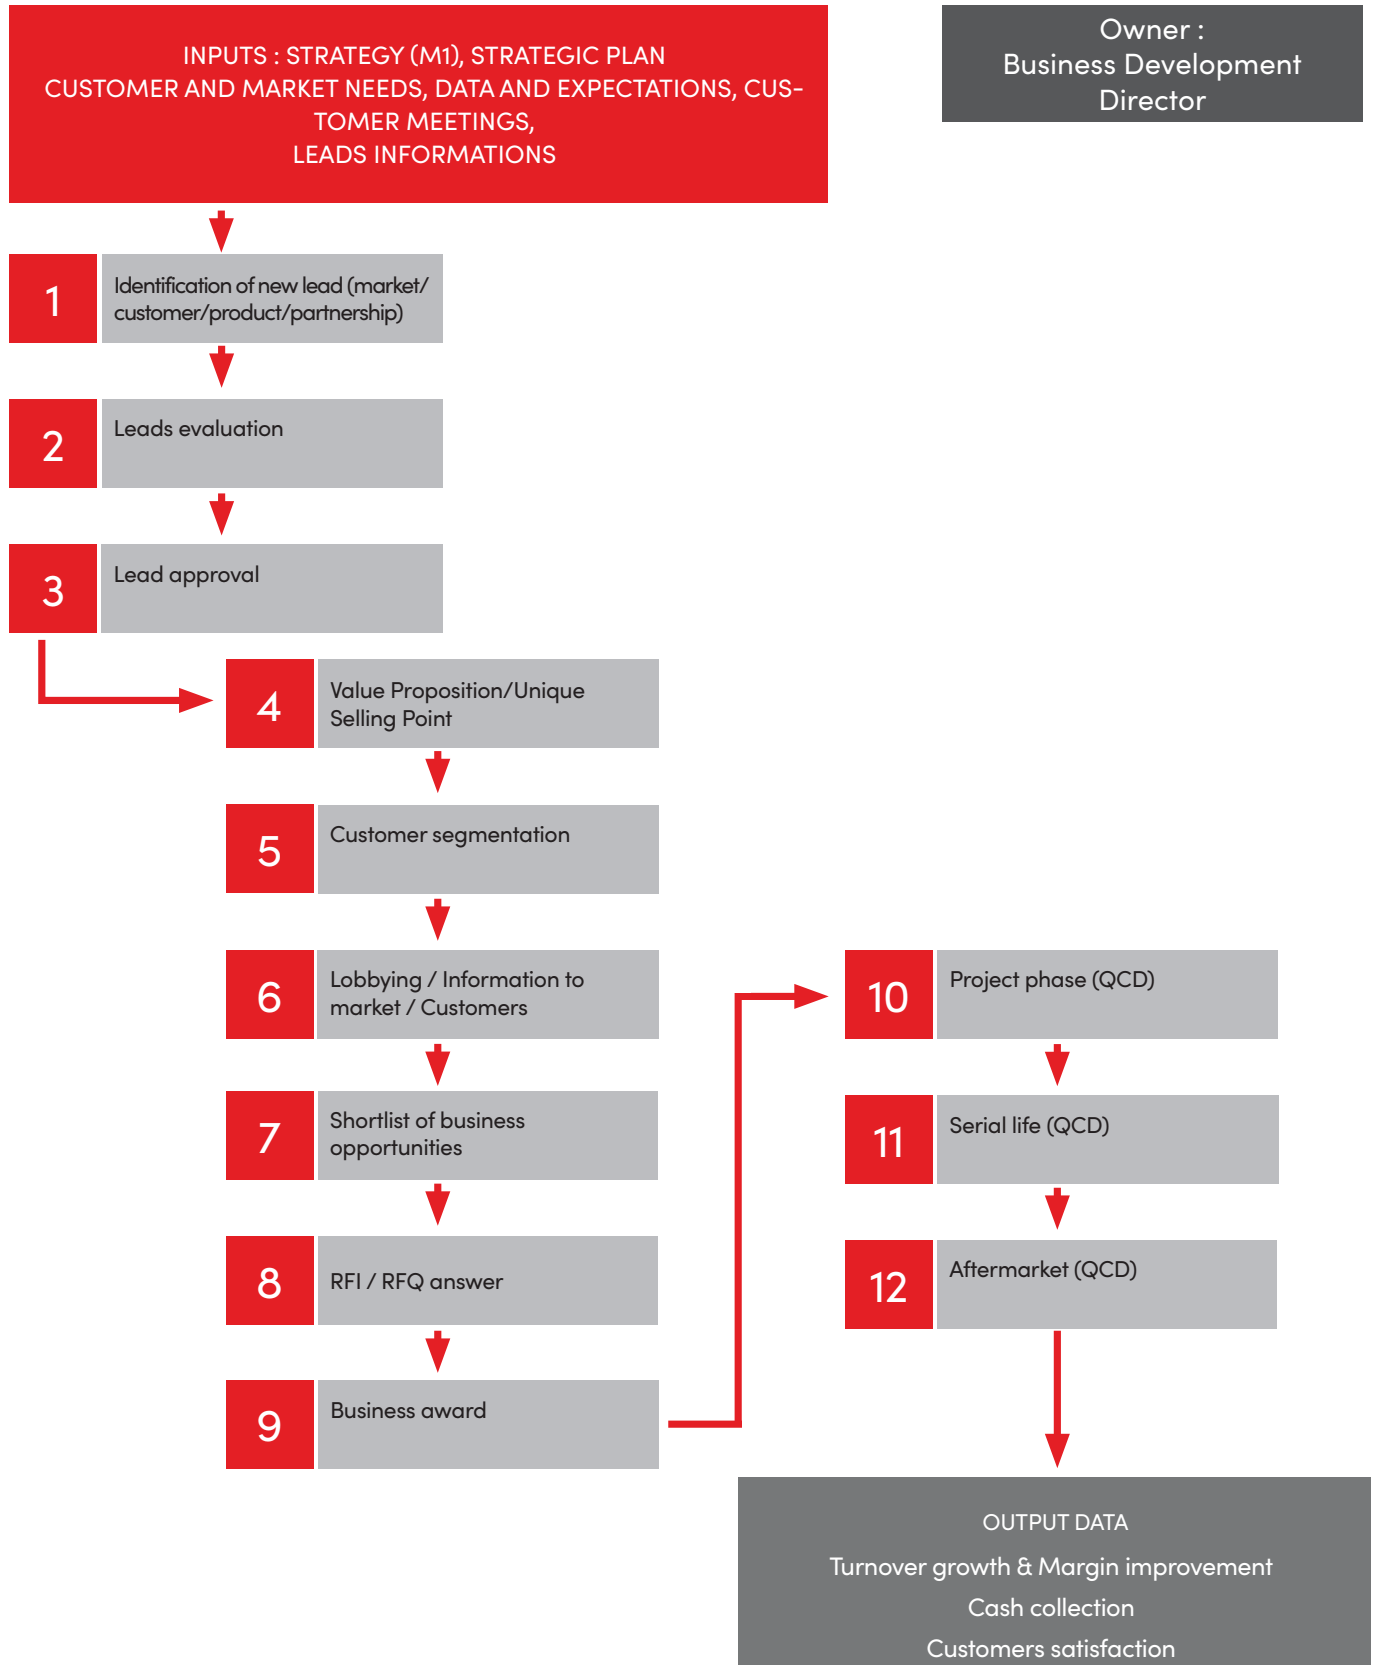 INPUTS : STRATEGY (M1), STRATEGIC PLAN
CUSTOMER AND MARKET NEEDS, DATA AND EXPECTATIONS, CUS-
TOMER MEETINGS,
LEADS INFORMATIONS
Owner :
Business Development
Director
1
Identification of new lead (market/
customer/product/partnership)
2
Leads evaluation
3
Lead approval
4
Value Proposition/Unique
Selling Point
5
Customer segmentation
6
Lobbying / Information to
market / Customers
7
Shortlist of business
opportunities
8
RFI / RFQ answer
9
Business award
10
Project phase (QCD)
11
Serial life (QCD)
12
Aftermarket (QCD)
OUTPUT DATA
Turnover growth & Margin improvement
Cash collection
Customers satisfaction